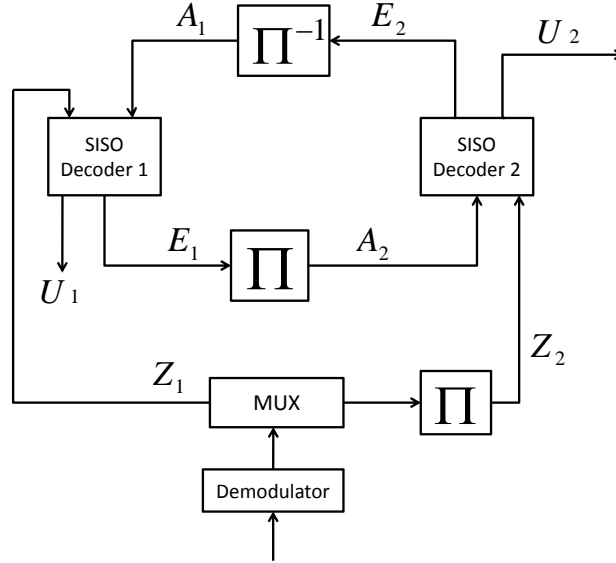 A₁
∏⁻¹
E₂
U₂
SISO
Decoder 1
SISO
Decoder 2
E₁
∏
A₂
U₁
Z₁
MUX
∏
Z₂
Demodulator